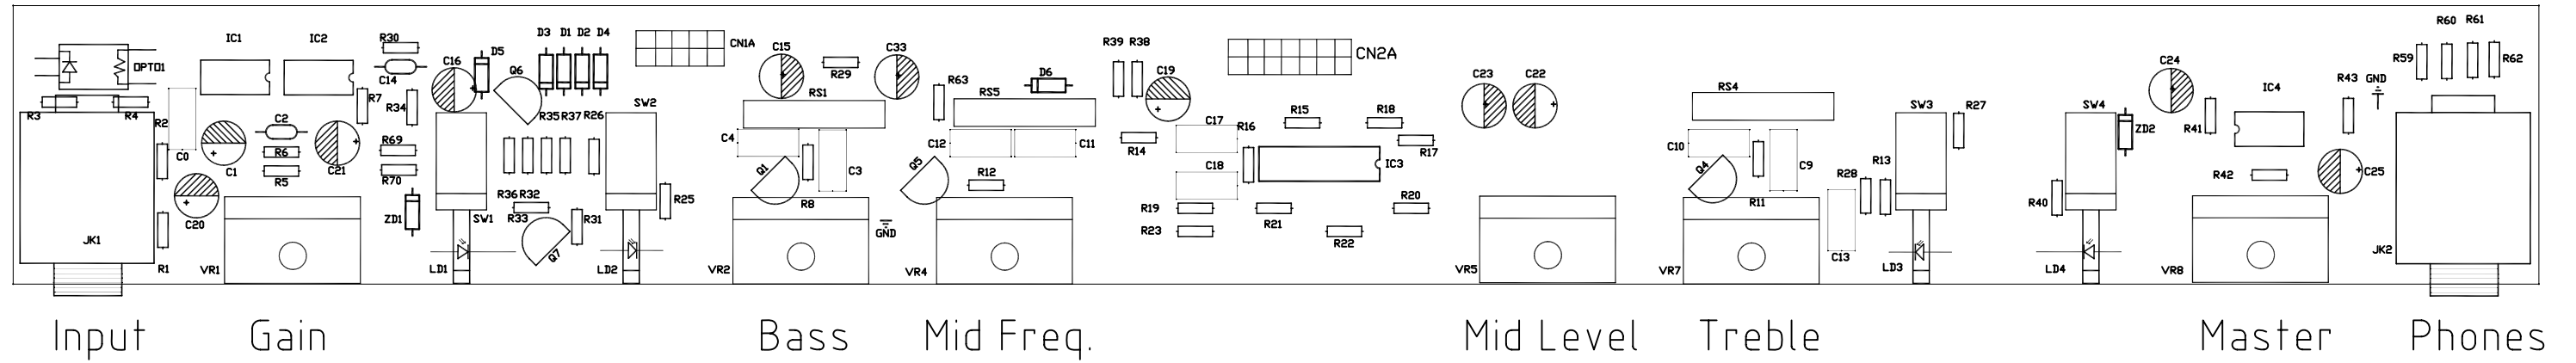 OPTO1
IC1
IC2
R30
C14
C16
D5
Q6
D3 D1 D2 D4
CN1A
C15
R29
C33
R63
D6
R39 R38
C19
CN2A
C23
C22
RS4
C24
IC4
R43
GND
R60 R61
R59
R62
R3
R4
R2
C0
C1
C2
R6
R5
C21
R7
R34
R69
R70
ZD1
C20
R35 R37 R26
SW2
RS1
C4
Q1
C3
R8
RS5
C12
C11
Q5
R12
R14
C17
R16
C18
R15
R18
R17
IC3
R19
R21
R20
R23
R22
C10
C9
Q4
R11
R28
R13
C13
SW3
R27
SW4
ZD2
R40
R41
R42
C25
JK1
R1
VR1
SW1
LD1
R36 R32
R33
R31
Q7
LD2
R25
VR2
GND
VR4
VR5
VR7
LD3
LD4
VR8
JK2
Input
Gain
Bass
Mid Freq.
Mid Level
Treble
Master
Phones